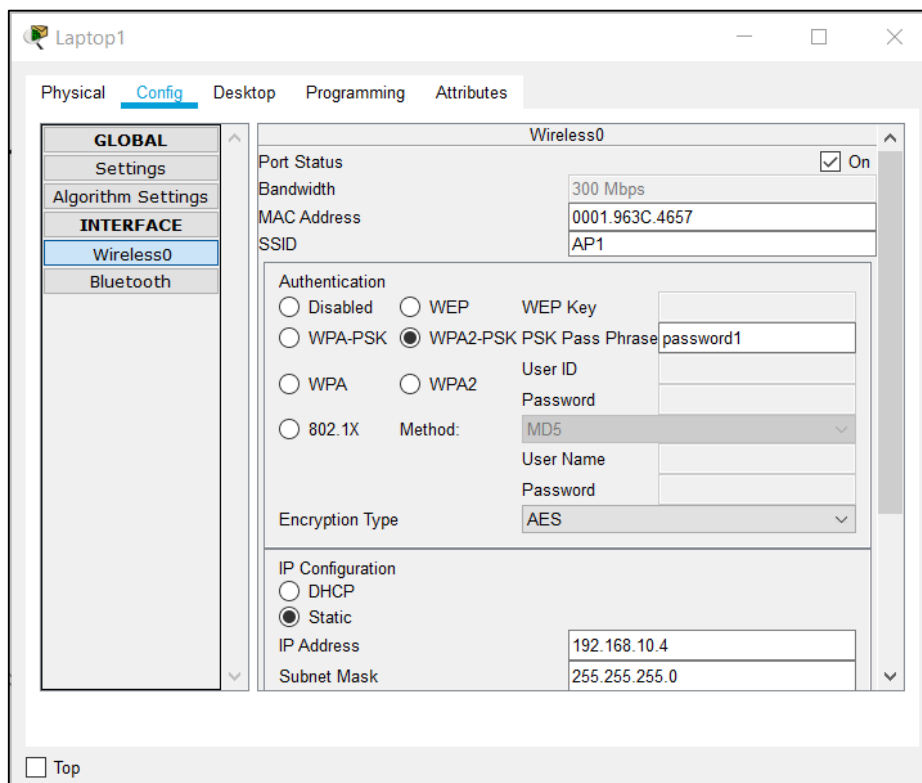 Laptop1
Physical Config Desktop Programming Attributes
GLOBAL
Settings
Algorithm Settings
INTERFACE
Wireless0
Bluetooth
Wireless0
Port Status On
Bandwidth 300 Mbps
MAC Address 0001.963C.4657
SSID AP1
Authentication
Disabled WEP WEP Key
WPA-PSK WPA2-PSK PSK Pass Phrase password1
WPA WPA2 User ID
Password
802.1X Method: MD5
User Name
Password
Encryption Type AES
IP Configuration
DHCP
Static
IP Address 192.168.10.4
Subnet Mask 255.255.255.0
Top